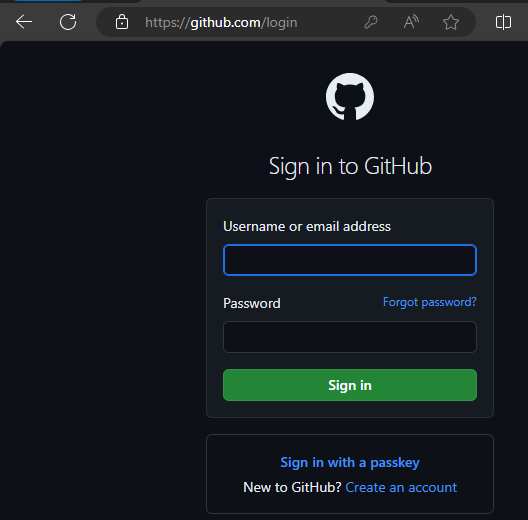 https://github.com/login
Sign in to GitHub
Username or email address
Password Forgot password?
Sign in
Sign in with a passkey
New to GitHub? Create an account